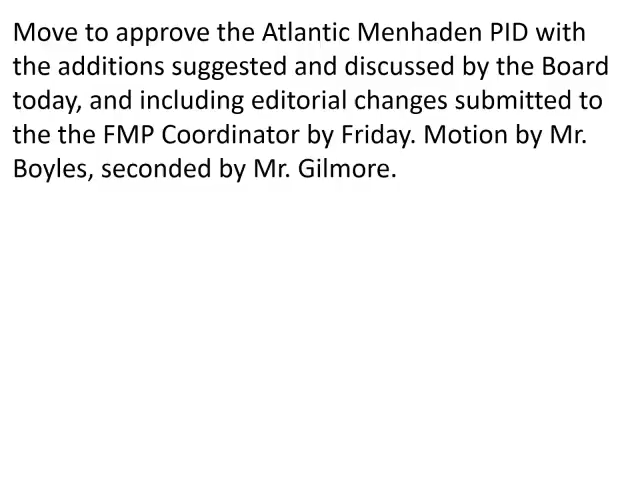 Move to approve the Atlantic Menhaden PID with
the additions suggested and discussed by the Board
today, and including editorial changes submitted to
the the FMP Coordinator by Friday. Motion by Mr.
Boyles, seconded by Mr. Gilmore.